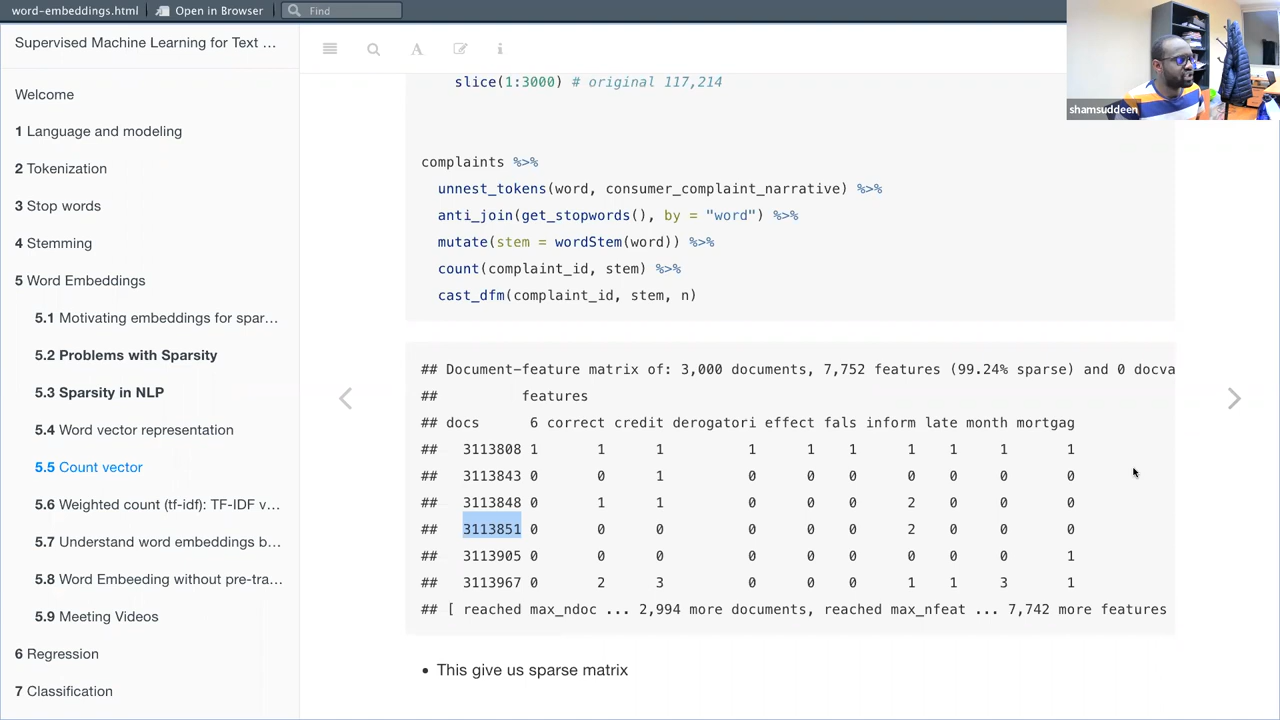 word-embeddings.html
Open in Browser
Find
Supervised Machine Learning for Text ...
Welcome
1 Language and modeling
2 Tokenization
3 Stop words
4 Stemming
5 Word Embeddings
5.1 Motivating embeddings for spar...
5.2 Problems with Sparsity
5.3 Sparsity in NLP
5.4 Word vector representation
5.5 Count vector
5.6 Weighted count (tf-idf): TF-IDF v...
5.7 Understand word embeddings b...
5.8 Word Embeeding without pre-tra...
5.9 Meeting Videos
6 Regression
7 Classification
A
i
shamsuddeen
slice(1:3000) # original 117,214
complaints %>%
unnest_tokens(word, consumer_complaint_narrative) %>%
anti_join(get_stopwords(), by = "word") %>%
mutate(stem = wordStem(word)) %>%
count(complaint_id, stem) %>%
cast_dfm(complaint_id, stem, n)
## Document-feature matrix of: 3,000 documents, 7,752 features (99.24% sparse) and 0 docva
## features
## docs 6 correct credit derogatori effect fals inform late month mortgag
## 3113808 1 1 1 1 1 1 1 1 1 1
## 3113843 0 0 1 0 0 0 0 0 0 0
## 3113848 0 1 1 0 0 0 2 0 0 0
## 3113851 0 0 0 0 0 0 2 0 0 0
## 3113905 0 0 0 0 0 0 0 0 0 1
## 3113967 0 2 3 0 0 0 1 1 3 1
## [ reached max_ndoc ... 2,994 more documents, reached max_nfeat ... 7,742 more features
• This give us sparse matrix